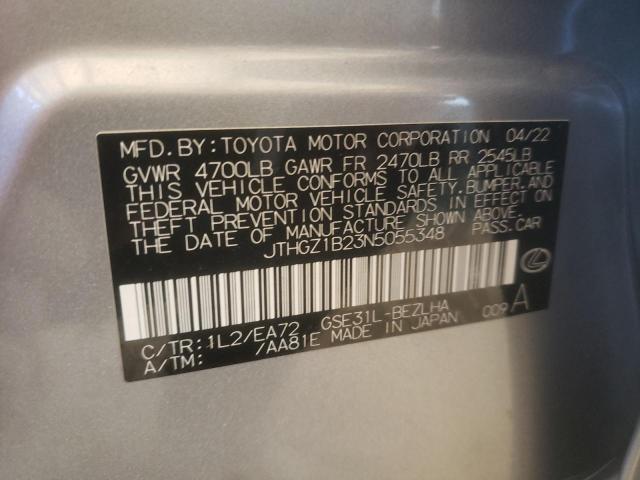 MFD. BY: TOYOTA MOTOR CORPORATION 04/22
GVWR 4700LB GAWR FR 2470LB RR 2545LB
THIS VEHICLE CONFORMS TO ALL APPLICABLE
FEDERAL MOTOR VEHICLE SAFETY, BUMPER, AND
THEFT PREVENTION STANDARDS IN EFFECT ON
THE DATE OF MANUFACTURE SHOWN ABOVE.
JTHGZ1B23N5055348 PASS. CAR
C/TR: 1L2/EA72 GSE31L-BEZLHA 009 A
A/TM: /AA81E MADE IN JAPAN